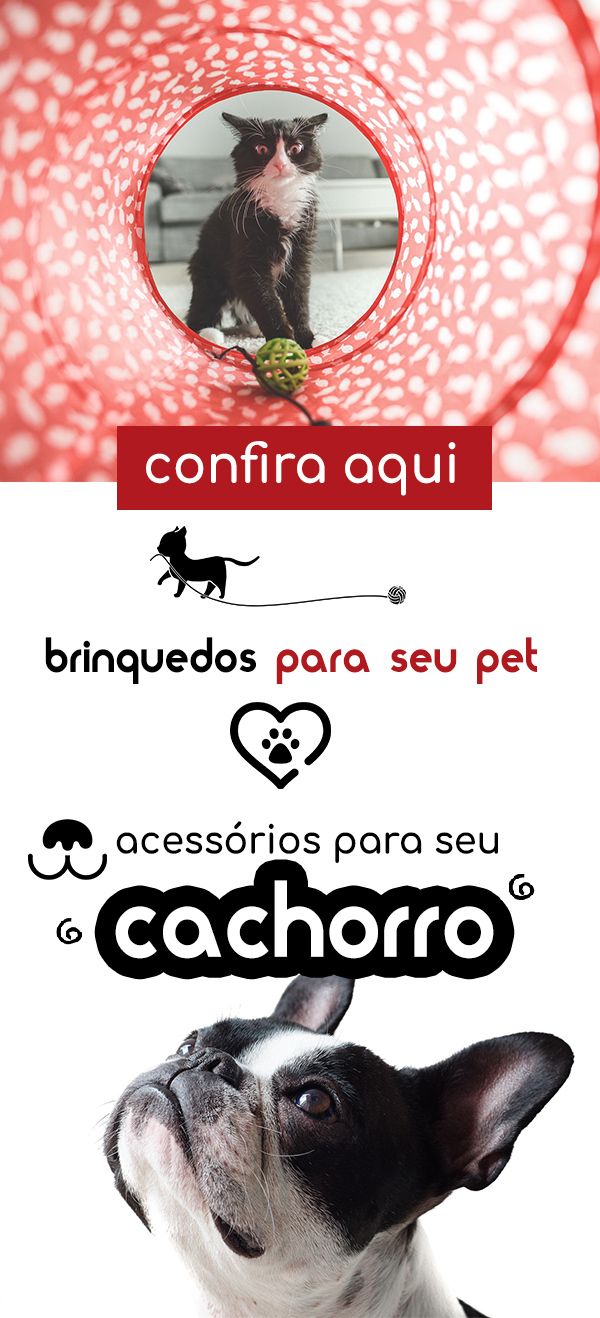 confira aqui
brinquedos para seu pet
acessórios para seu
cachorro